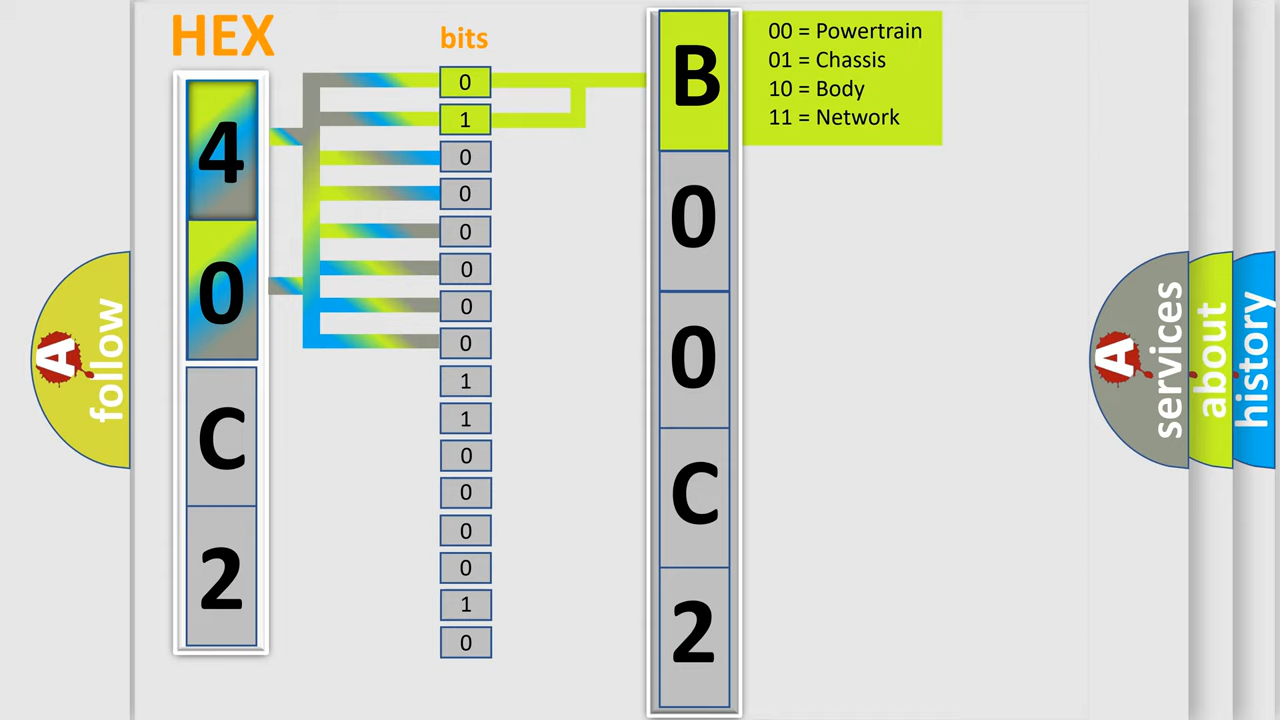 HEX
4
0
C
2
bits
0
1
0
0
0
0
0
0
1
1
0
0
0
0
1
0
B
0
0
C
2
00 = Powertrain
01 = Chassis
10 = Body
11 = Network
A
follow
A
services
about
history